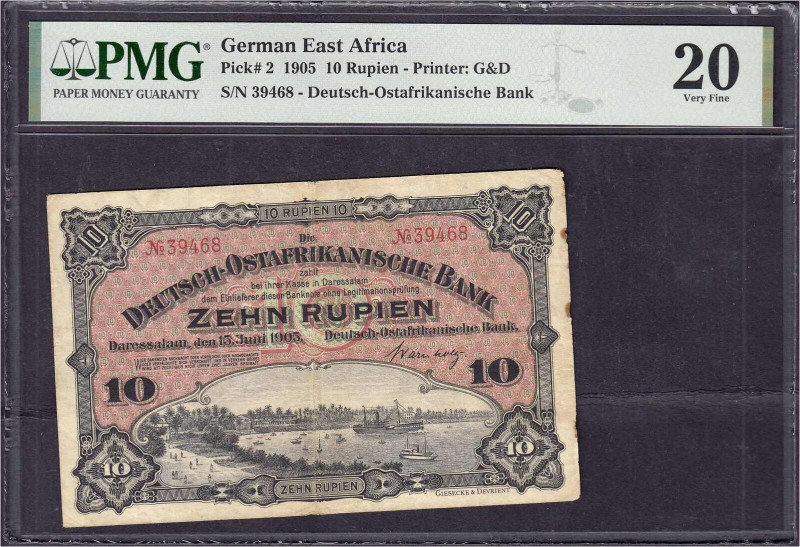 PMG®
PAPER MONEY GUARANTY
German East Africa
Pick# 2 1905 10 Rupien - Printer: G&D
S/N 39468 - Deutsch-Ostafrikanische Bank
20
Very Fine
10
10 RUPIEN 10
10
№39468
Die
№39468
DEUTSCH-OSTAFRIKANISCHE BANK
zahlt
bei ihrer Kasse in Daressalam
dem Einlieferer dieser Banknote ohne Legitimationsprüfung.
ZEHN RUPIEN
Daressalam, den 15. Juni 1905. Deutsch-Ostafrikanische Bank.
10
10
10
ZEHN RUPIEN
10
GIESECKE & DEVRIENT